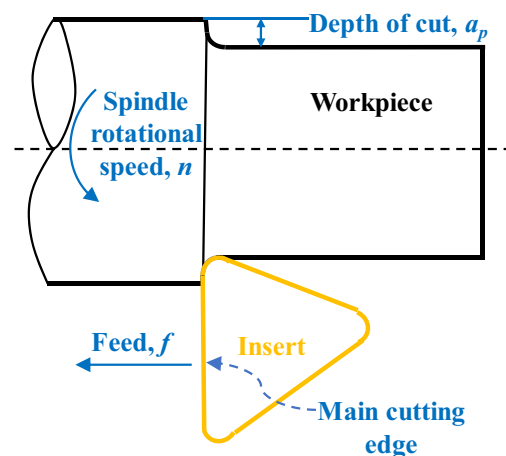 Depth of cut, aₚ
Spindle
rotational
speed, n
Workpiece
Feed, f
Insert
Main cutting
edge